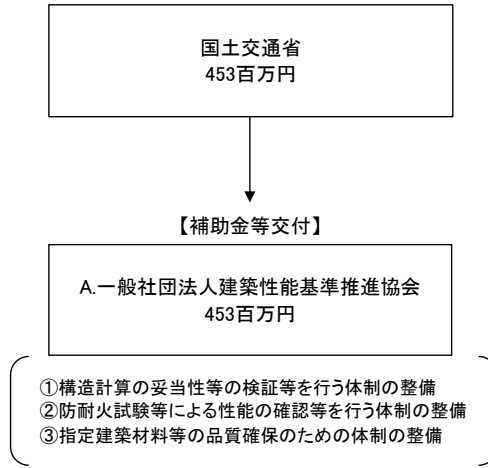 国土交通省
453百万円
【補助金等交付】
A.一般社団法人建築性能基準推進協会
453百万円
①構造計算の妥当性等の検証等を行う体制の整備
②防耐火試験等による性能の確認等を行う体制の整備
③指定建築材料等の品質確保のための体制の整備